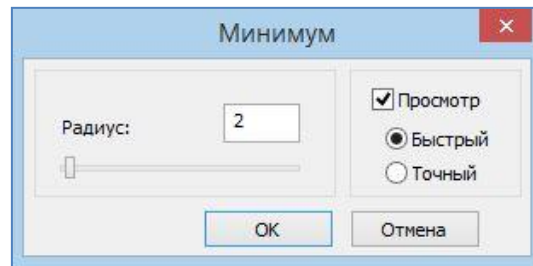 Минимум
Радиус:
2
Просмотр
Быстрый
Точный
OK
Отмена